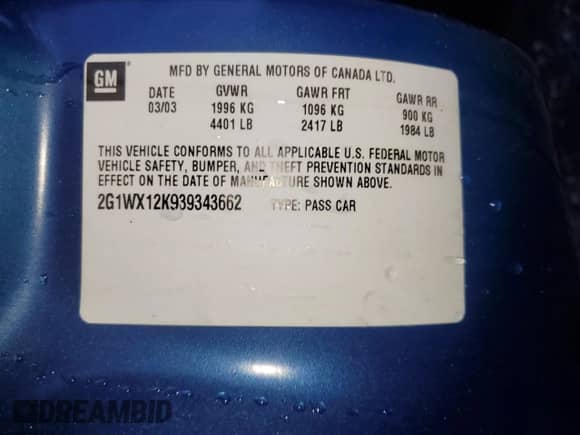 GM
MFD BY GENERAL MOTORS OF CANADA LTD.
DATE GVWR GAWR FRT GAWR RR
03/03 1996 KG 1096 KG 900 KG
4401 LB 2417 LB 1984 LB
THIS VEHICLE CONFORMS TO ALL APPLICABLE U.S. FEDERAL MOTOR
VEHICLE SAFETY, BUMPER, AND THEFT PREVENTION STANDARDS IN
EFFECT ON THE DATE OF MANUFACTURE SHOWN ABOVE.
2G1WX12K939343662 TYPE: PASS CAR
DREAMBID